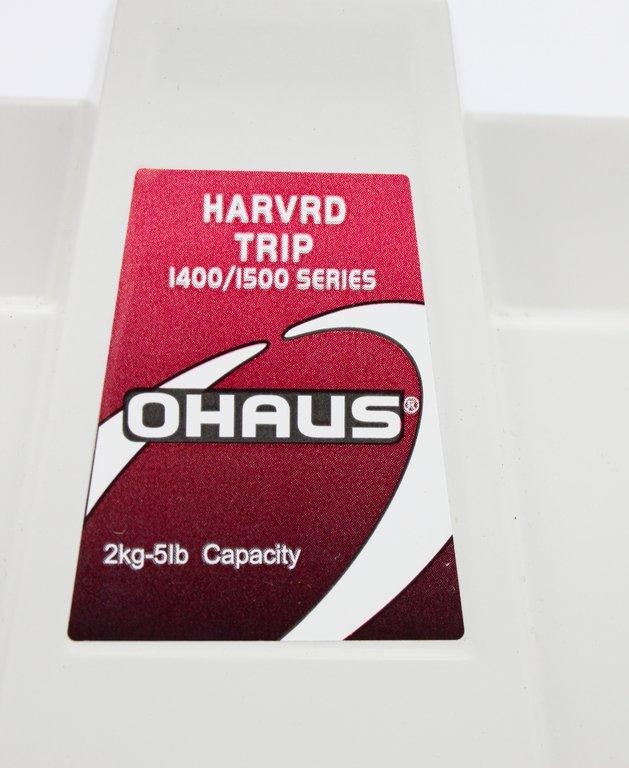 HARVRD
TRIP
1400/1500 SERIES
OHAUS®
2kg-5lb Capacity